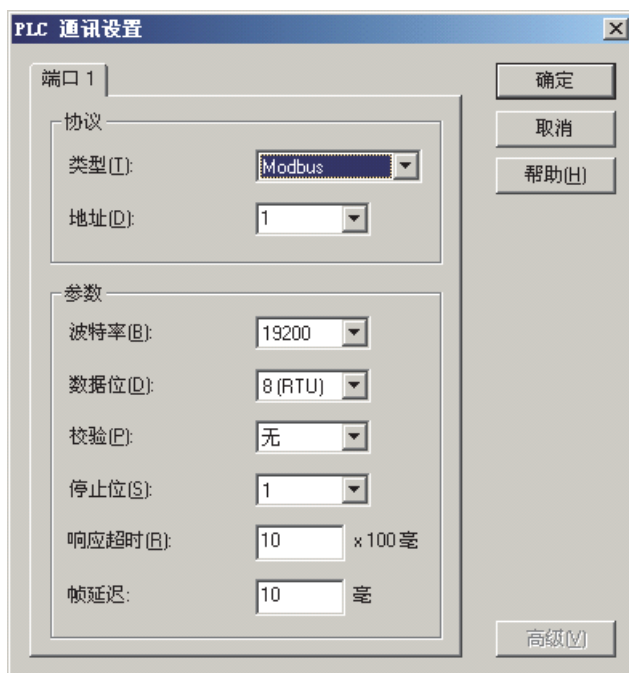 PLC 通讯设置
端口 1
确定
协议
取消
类型(T):
Modbus
帮助(H)
地址(D):
1
参数
波特率(B):
19200
数据位(D):
8 (RTU)
校验(P):
无
停止位(S):
1
响应超时(R):
10
x 100 毫
帧延迟:
10
毫
高级(V)